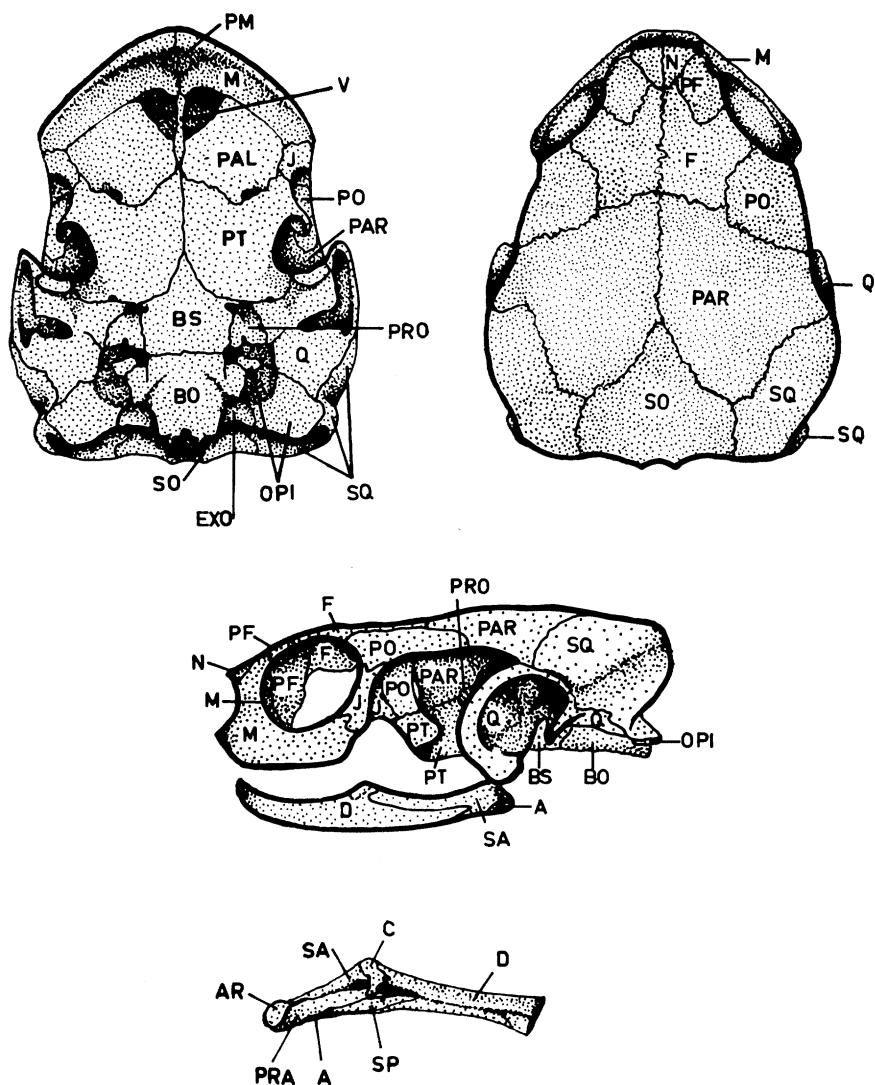 PM
M
V
PAL
J
PO
PT
PAR
BS
PRO
Q
BO
SO
OPI
SQ
EXO
N
M
PF
F
PO
Q
PAR
SO
SQ
SQ
PRO
F
PF
PO
PAR
SQ
N
F
PF
M
PO
PAR
J
J
Q
Q
M
PT
OPI
PT
BS
BO
D
A
SA
C
SA
D
AR
SP
PRA
A